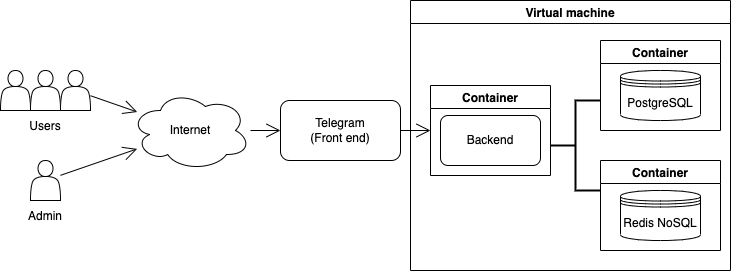 Virtual machine
Container
PostgreSQL
Users
Internet
Telegram
(Front end)
Container
Backend
Admin
Container
Redis NoSQL